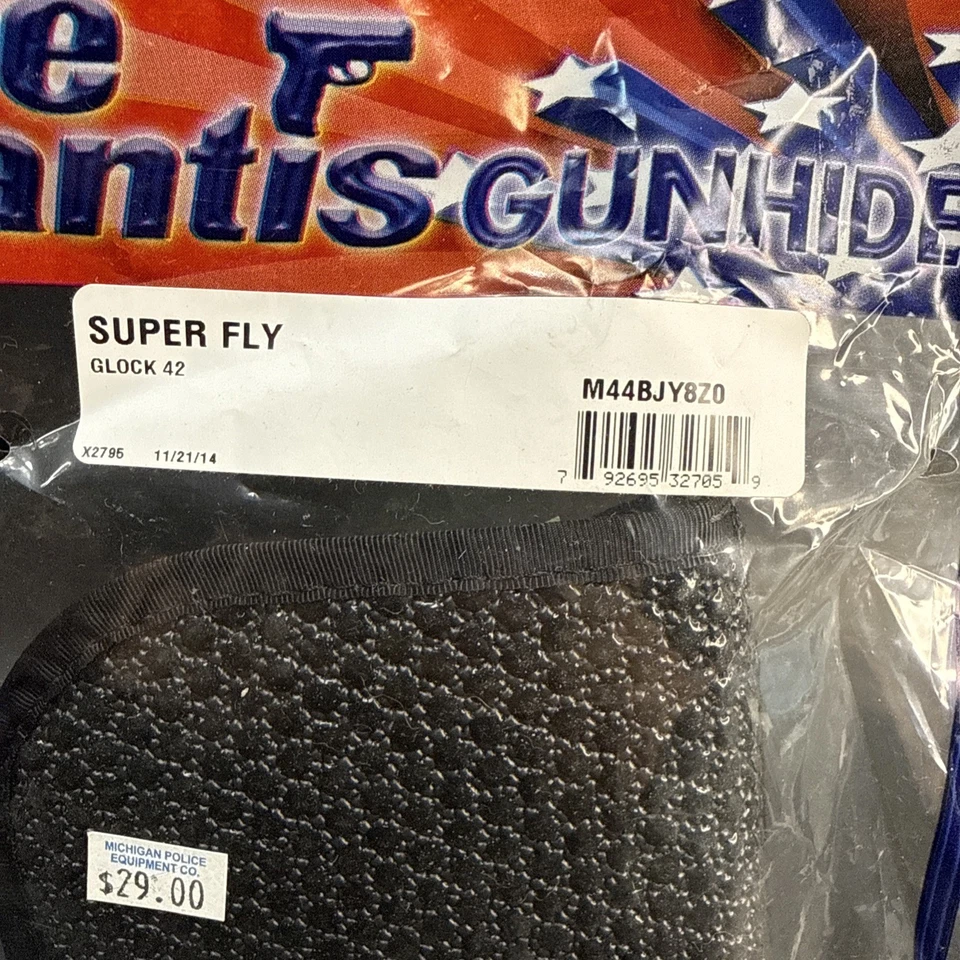 e
antis GUNHIDE
SUPER FLY
GLOCK 42
M44BJY8Z0
X2795 11/21/14
7 92695 32705 9
MICHIGAN POLICE
EQUIPMENT CO.
$29.00